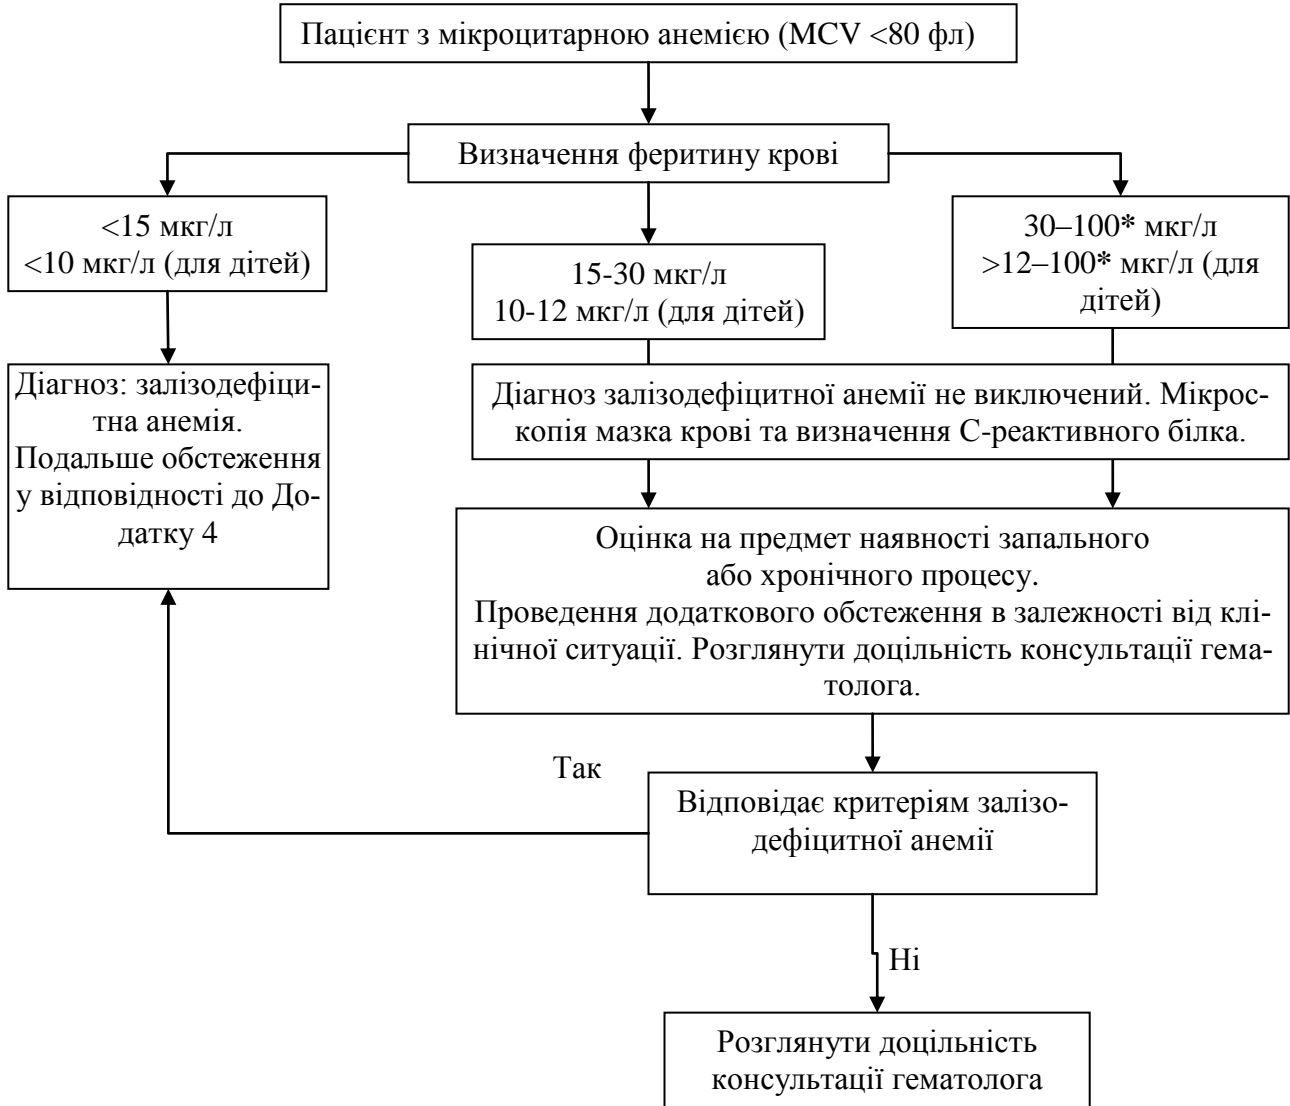 Пацієнт з мікроцитарною анемією (MCV <80 фл)
Визначення феритину крові
<15 мкг/л
<10 мкг/л (для дітей)
15-30 мкг/л
10-12 мкг/л (для дітей)
30–100* мкг/л
>12–100* мкг/л (для
дітей)
Діагноз: залізодефіци-
тна анемія.
Подальше обстеження
у відповідності до До-
датку 4
Діагноз залізодефіцитної анемії не виключений. Мікрос-
копія мазка крові та визначення С-реактивного білка.
Оцінка на предмет наявності запального
або хронічного процесу.
Проведення додаткового обстеження в залежності від клі-
нічної ситуації. Розглянути доцільність консультації гема-
толога.
Так
Відповідає критеріям залізо-
дефіцитної анемії
Ні
Розглянути доцільність
консультації гематолога